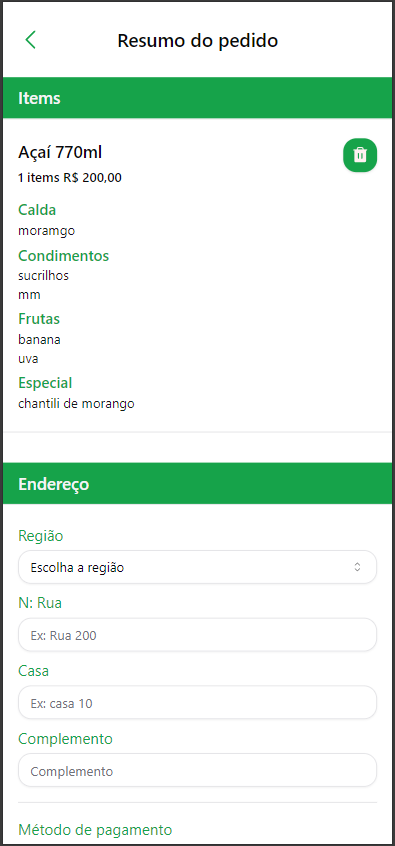 Resumo do pedido
Items
Açaí 770ml
1 items R$ 200,00
Calda
moramgo
Condimentos
sucrilhos
mm
Frutas
banana
uva
Especial
chantili de morango
Endereço
Região
Escolha a região
N: Rua
Ex: Rua 200
Casa
Ex: casa 10
Complemento
Complemento
Método de pagamento